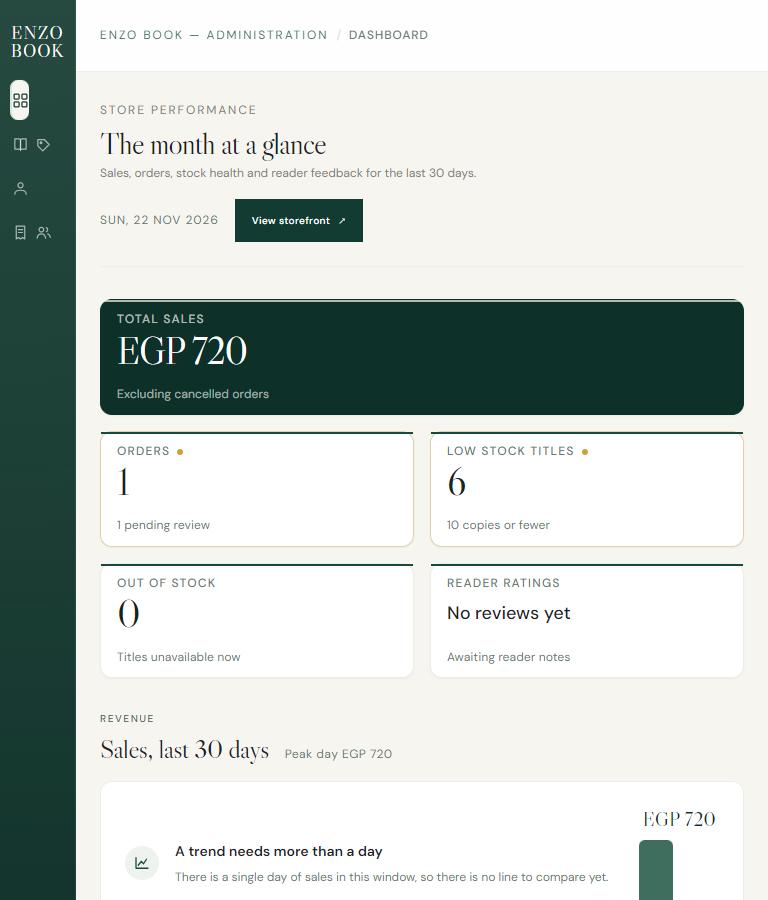 ENZO
BOOK
ENZO BOOK — ADMINISTRATION / DASHBOARD
STORE PERFORMANCE
The month at a glance
Sales, orders, stock health and reader feedback for the last 30 days.
SUN, 22 NOV 2026
View storefront ↗
TOTAL SALES
EGP 720
Excluding cancelled orders
ORDERS
1
1 pending review
LOW STOCK TITLES
6
10 copies or fewer
OUT OF STOCK
0
Titles unavailable now
READER RATINGS
No reviews yet
Awaiting reader notes
REVENUE
Sales, last 30 days
Peak day EGP 720
EGP 720
A trend needs more than a day
There is a single day of sales in this window, so there is no line to compare yet.